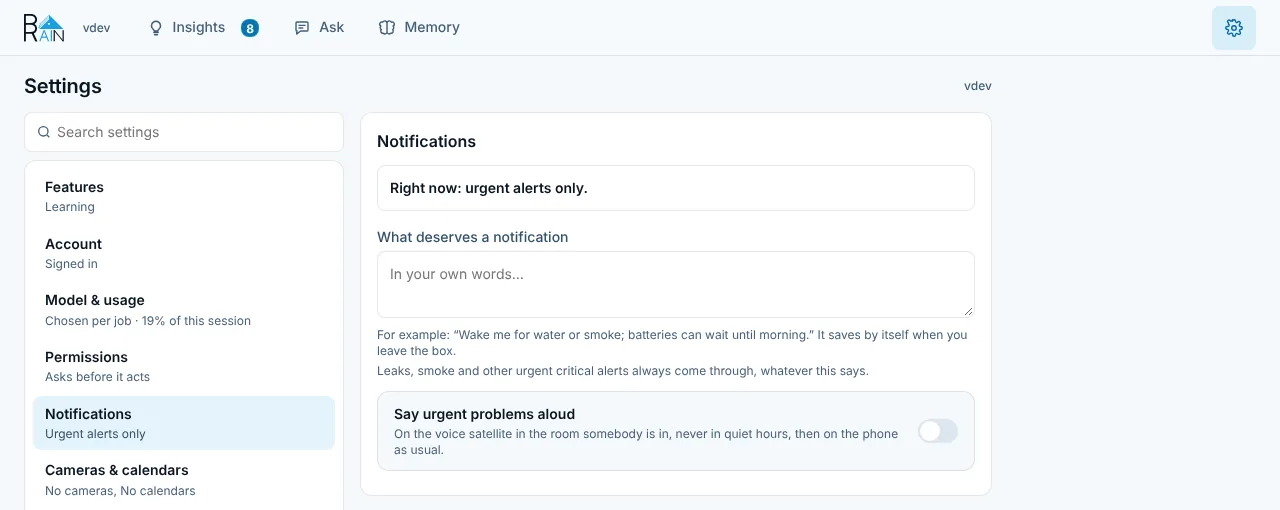 BRAIN vdev Insights 8 Ask Memory
Settings
vdev
Search settings
Features
Learning
Account
Signed in
Model & usage
Chosen per job · 19% of this session
Permissions
Asks before it acts
Notifications
Urgent alerts only
Cameras & calendars
No cameras, No calendars
Notifications
Right now: urgent alerts only.
What deserves a notification
In your own words...
For example: “Wake me for water or smoke; batteries can wait until morning.” It saves by itself when you
leave the box.
Leaks, smoke and other urgent critical alerts always come through, whatever this says.
Say urgent problems aloud
On the voice satellite in the room somebody is in, never in quiet hours, then on the phone
as usual.